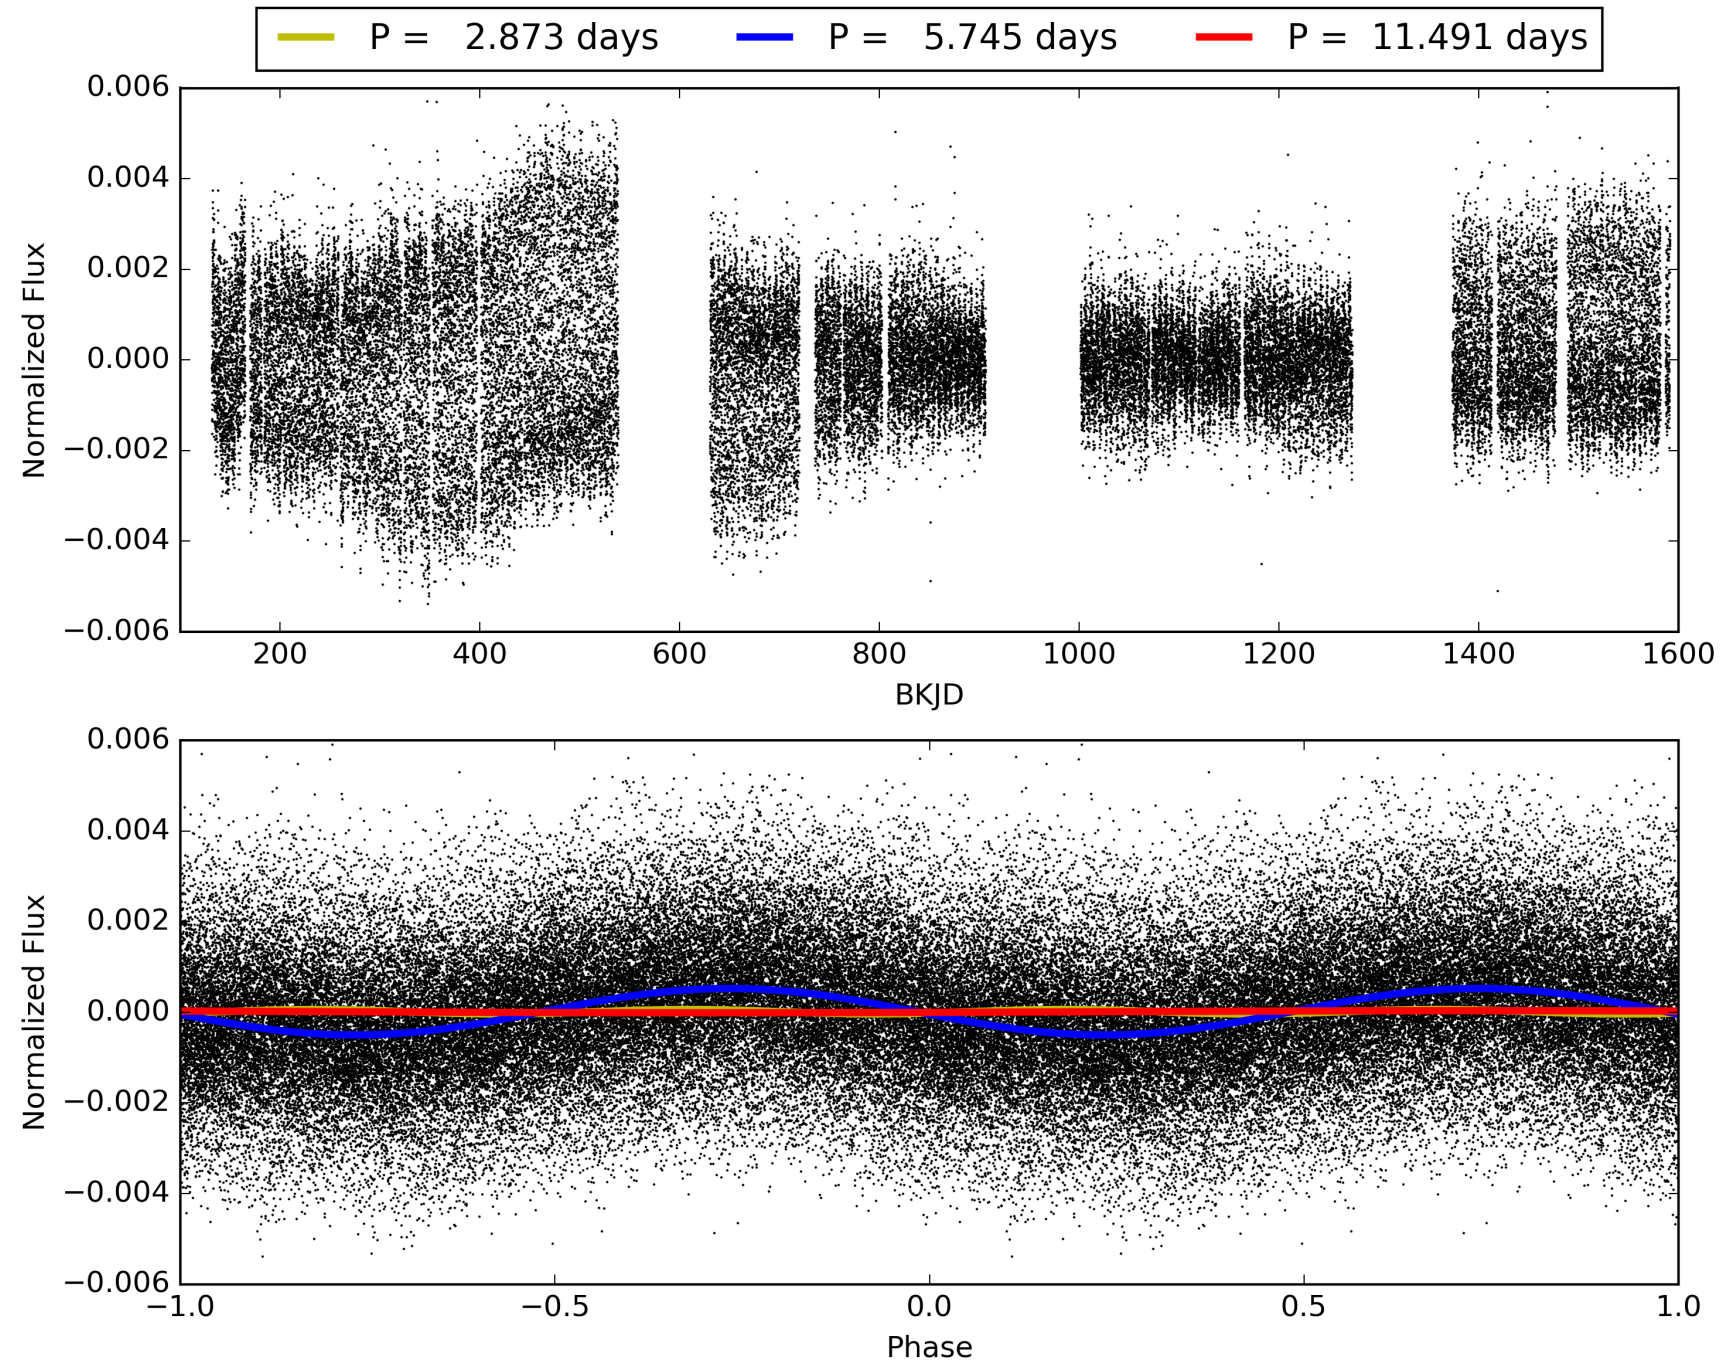 P = 2.873 days P = 5.745 days P = 11.491 days
0.006
0.004
0.002
0.000
−0.002
−0.004
−0.006
Normalized Flux
200 400 600 800 1000 1200 1400 1600
BKJD
0.006
0.004
0.002
0.000
−0.002
−0.004
−0.006
Normalized Flux
−1.0 −0.5 0.0 0.5 1.0
Phase